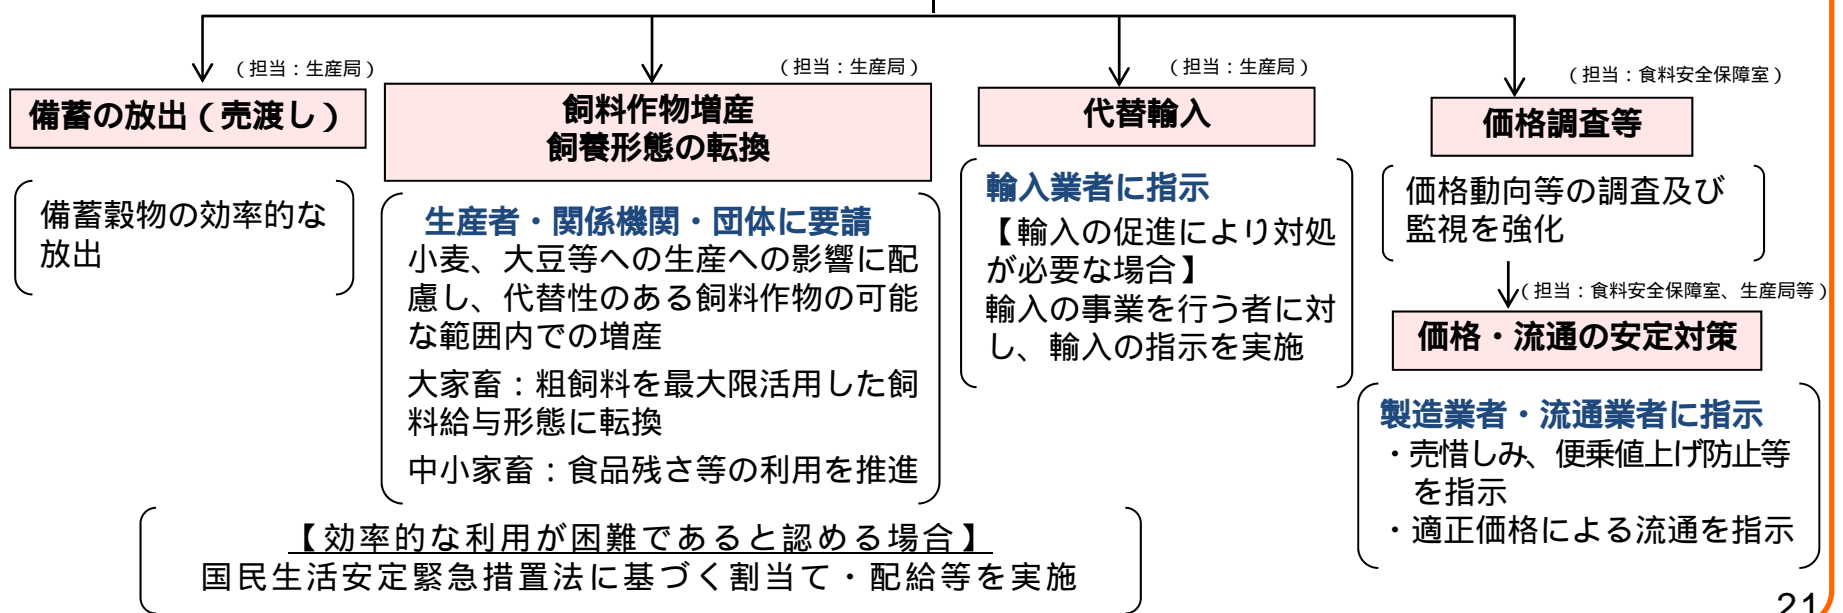 （担当：生産局）
備蓄の放出（売渡し）
備蓄穀物の効率的な
放出
（担当：生産局）
飼料作物増産
飼養形態の転換
生産者・関係機関・団体に要請
小麦、大豆等への生産への影響に配
慮し、代替性のある飼料作物の可能
な範囲内での増産
大家畜：粗飼料を最大限活用した飼
料給与形態に転換
中小家畜：食品残さ等の利用を推進
（担当：生産局）
代替輸入
輸入業者に指示
【輸入の促進により対処
が必要な場合】
輸入の事業を行う者に対
し、輸入の指示を実施
（担当：食料安全保障室）
価格調査等
価格動向等の調査及び
監視を強化
（担当：食料安全保障室、生産局等）
価格・流通の安定対策
製造業者・流通業者に指示
・売惜しみ、便乗値上げ防止等
を指示
・適正価格による流通を指示
【効率的な利用が困難であると認める場合】
国民生活安定緊急措置法に基づく割当て・配給等を実施
21